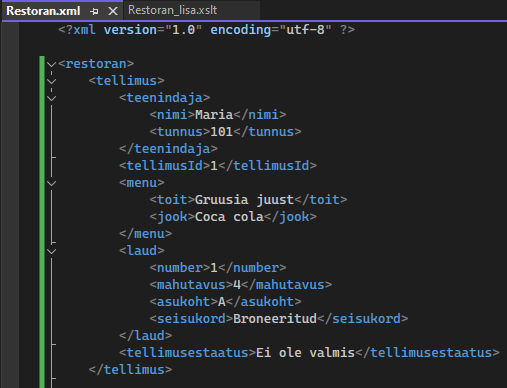 Restoran.xml Restoran_lisa.xslt
<?xml version="1.0" encoding="utf-8" ?>
<restoran>
<tellimus>
<teenindaja>
<nimi>Maria</nimi>
<tunnus>101</tunnus>
</teenindaja>
<tellimusId>1</tellimusId>
<menu>
<toit>Gruusia juust</toit>
<jook>Coca cola</jook>
</menu>
<laud>
<number>1</number>
<mahutavus>4</mahutavus>
<asukoht>A</asukoht>
<seisukord>Broneeritud</seisukord>
</laud>
<tellimusestaatus>Ei ole valmis</tellimusestaatus>
</tellimus>